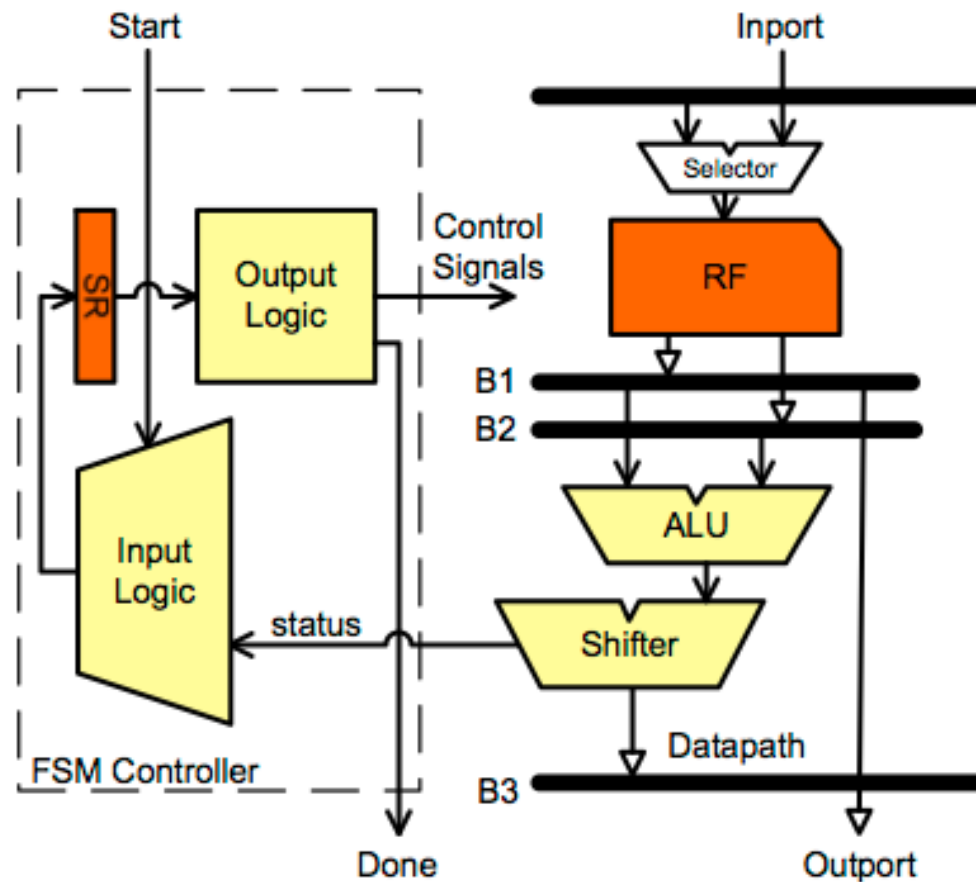 Start
Inport
Selector
Control
Signals
SR
Output
Logic
RF
B1
B2
ALU
Input
Logic
status
Shifter
Datapath
FSM Controller
B3
Done
Outport